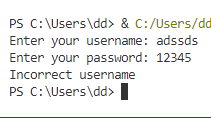 PS C:\Users\dd> & C:/Users/dd
Enter your username: adssds
Enter your password: 12345
Incorrect username
PS C:\Users\dd>